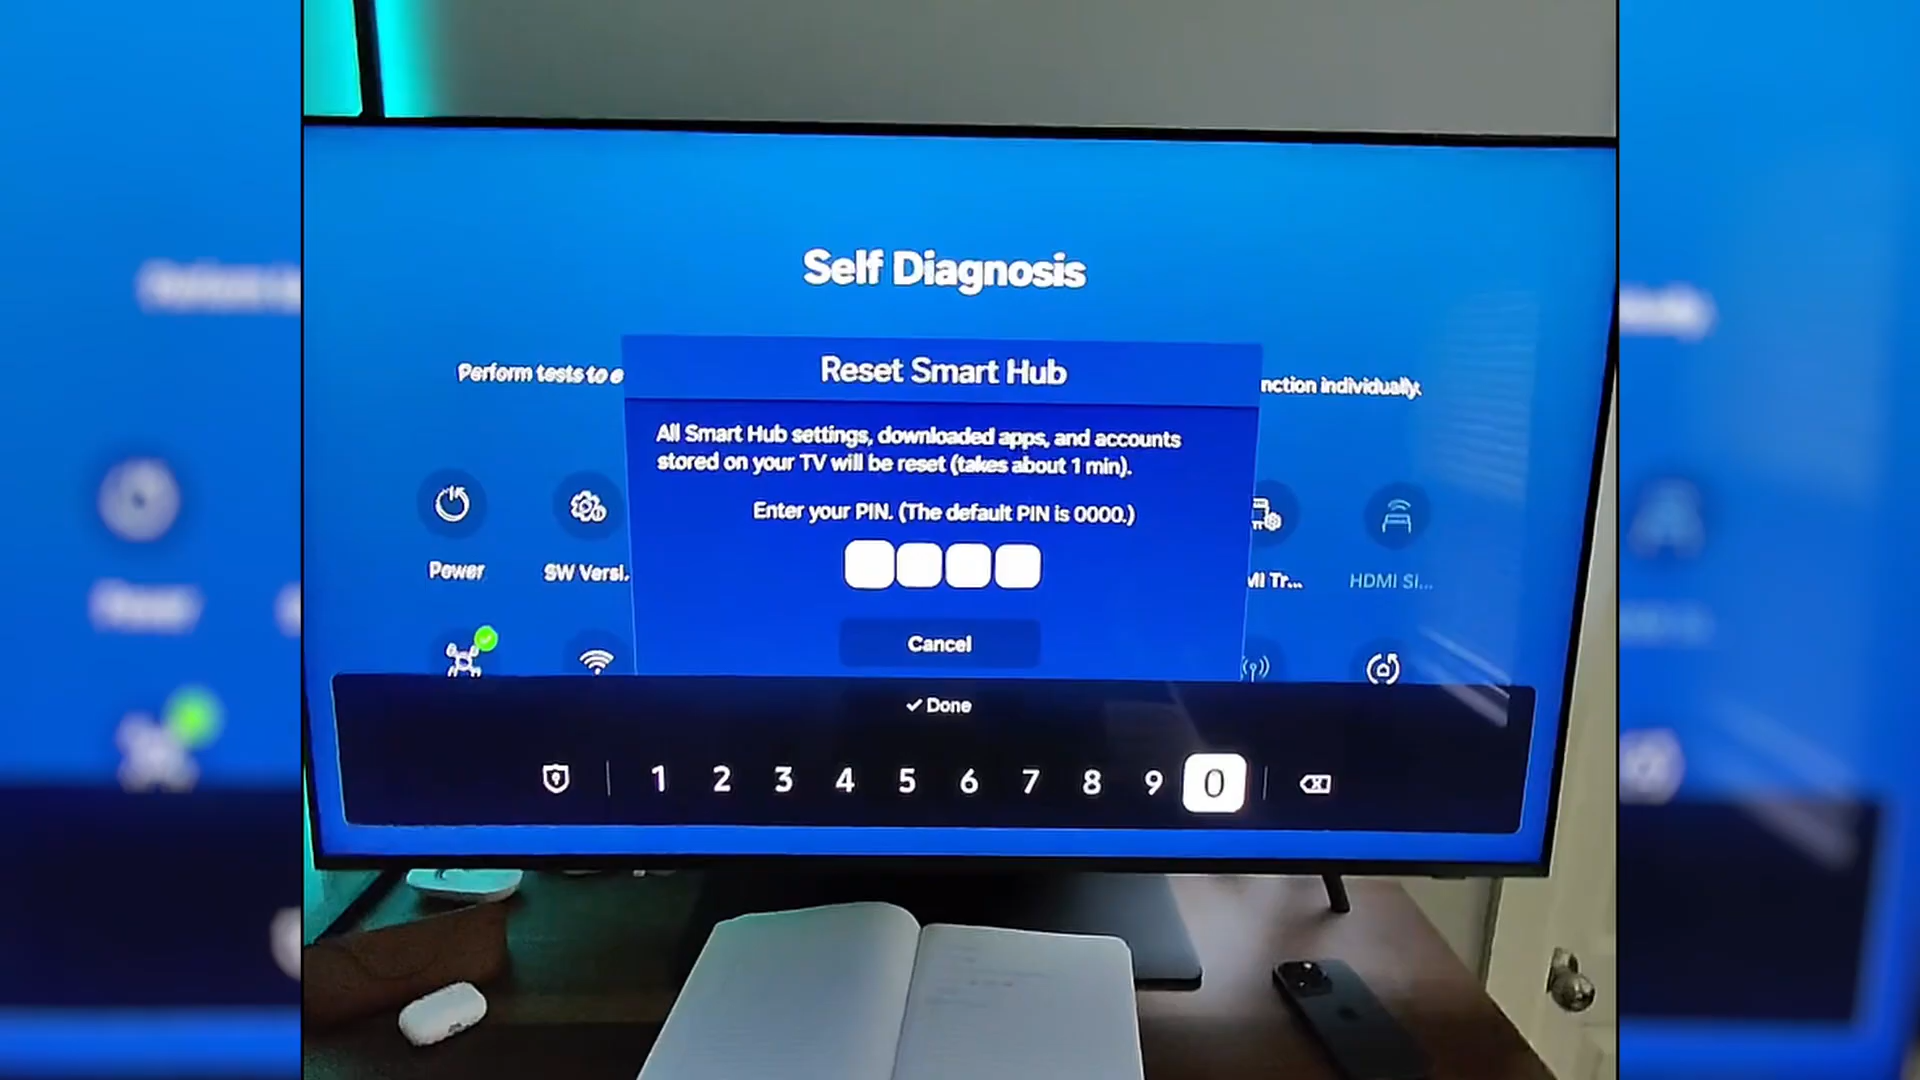 Self Diagnosis
Perform tests to e
nction individually.
Reset Smart Hub
All Smart Hub settings, downloaded apps, and accounts
stored on your TV will be reset (takes about 1 min).
Enter your PIN. (The default PIN is 0000.)
Power
SW Versi.
MI Tr...
HDMI Si...
Cancel
Done
1 2 3 4 5 6 7 8 9 0